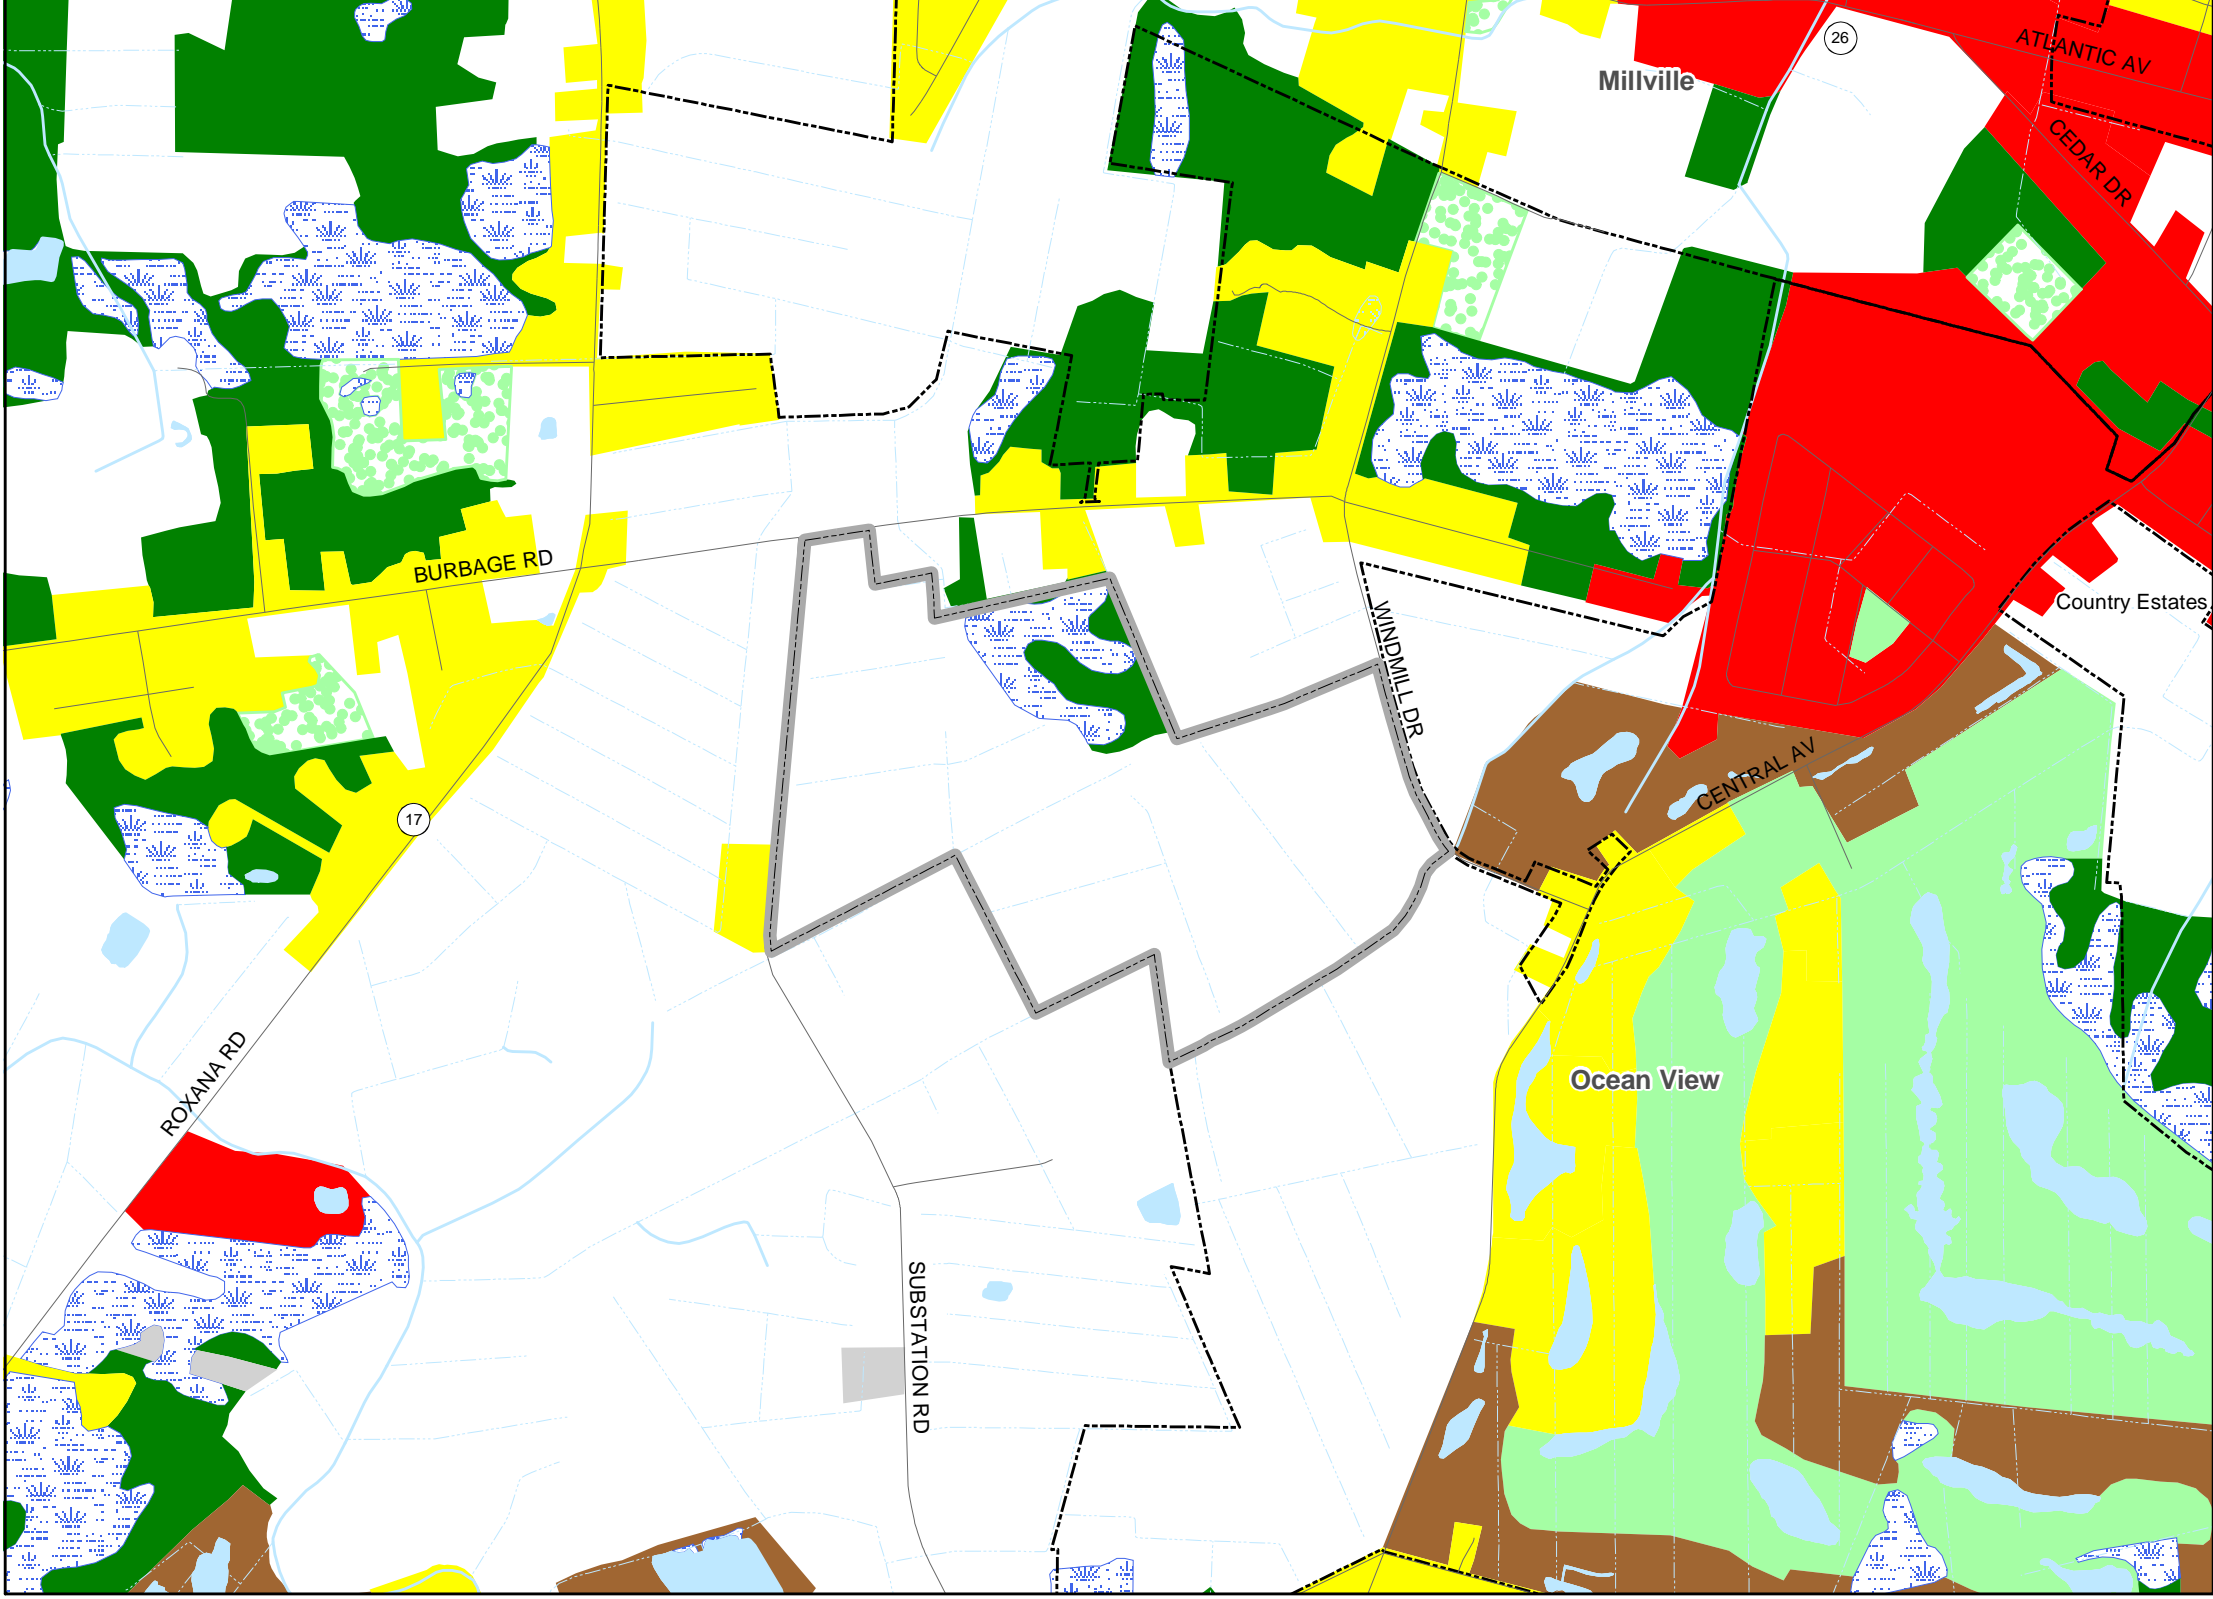 26
ATLANTIC AV
Millville
CEDAR DR
BURBAGE RD
Country Estates
WINDMILL DR
CENTRAL AV
17
ROXANA RD
Ocean View
SUBSTATION RD